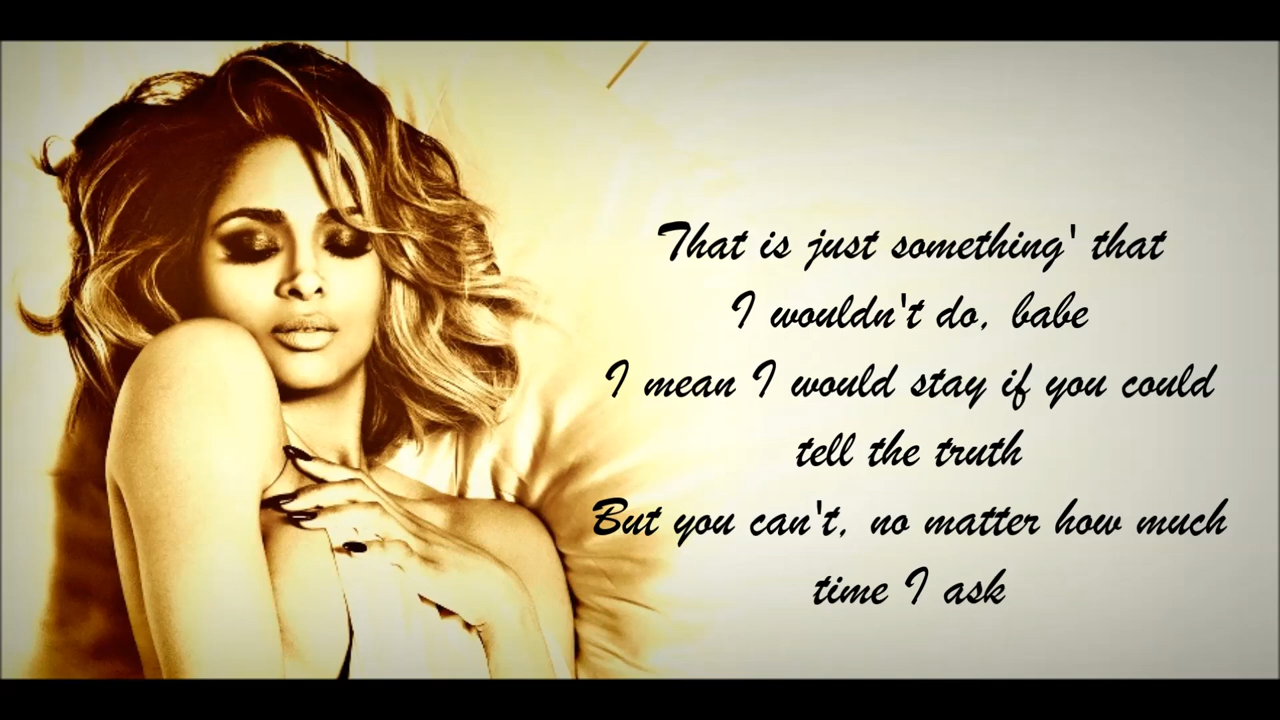 That is just something' that
I wouldn't do, babe
I mean I would stay if you could
tell the truth
But you can't, no matter how much
time I ask